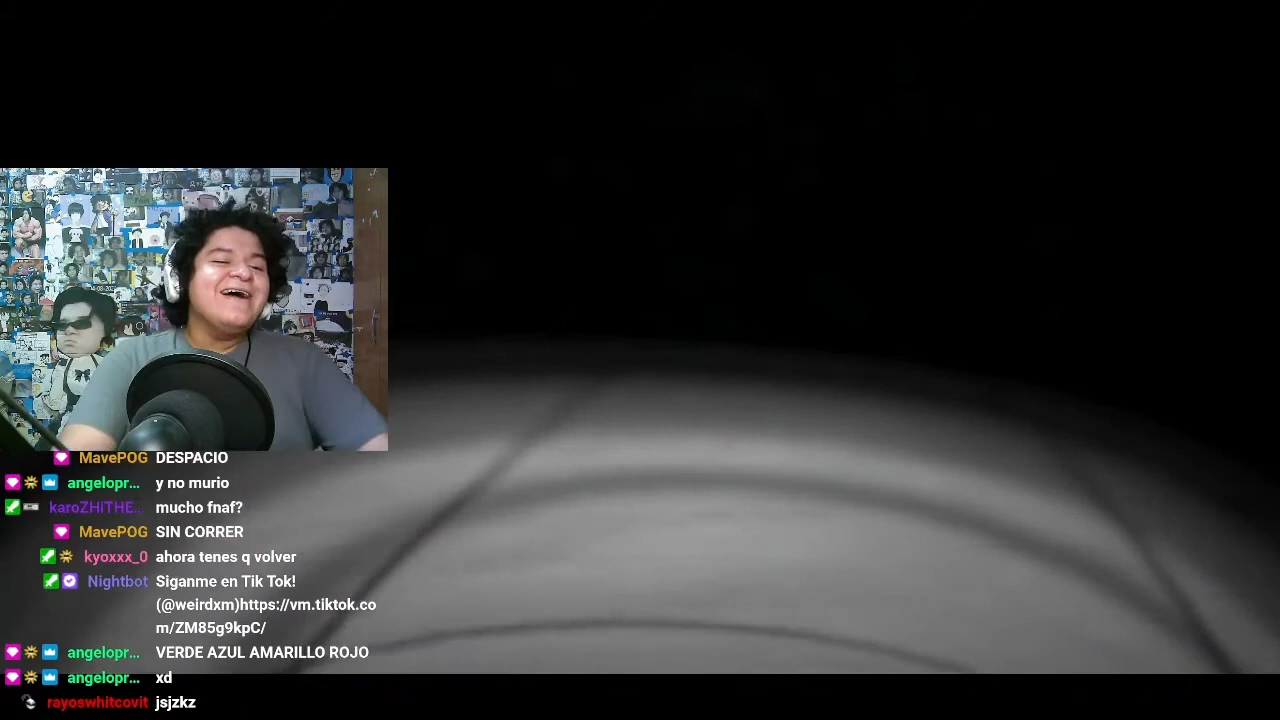 MavePOG DESPACIO
angelopr... y no murio
karoZHiTHE... mucho fnaf?
MavePOG SIN CORRER
kyoxxx_0 ahora tenes q volver
Nightbot Siganme en Tik Tok!
(@weirdxm)https://vm.tiktok.co
m/ZM85g9kpC/
angelopr... VERDE AZUL AMARILLO ROJO
angelopr... xd
rayoswhitcovit jsjzkz